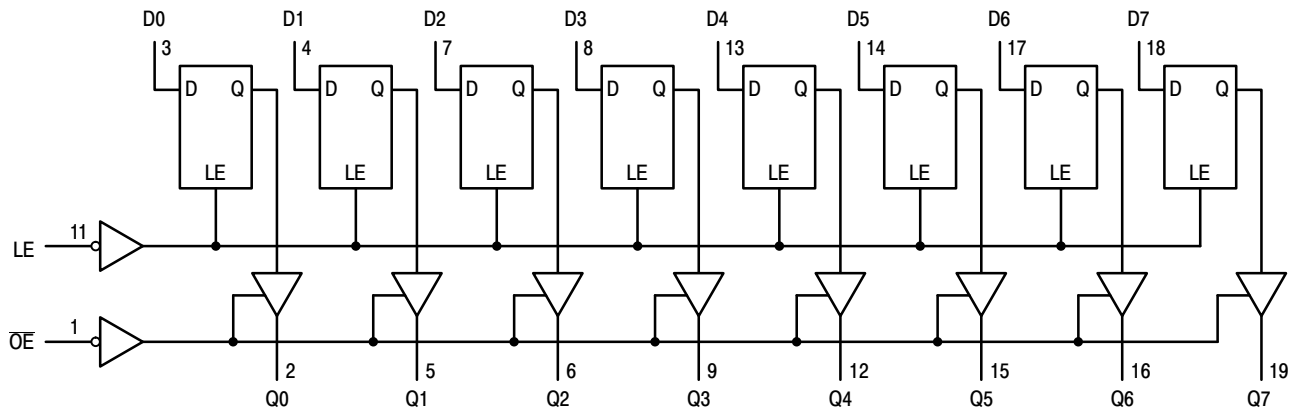 D0 D1 D2 D3 D4 D5 D6 D7
3 4 7 8 13 14 17 18
D Q D Q D Q D Q D Q D Q D Q D Q
LE LE LE LE LE LE LE LE
11
LE
1
O̅E̅
2 5 6 9 12 15 16 19
Q0 Q1 Q2 Q3 Q4 Q5 Q6 Q7